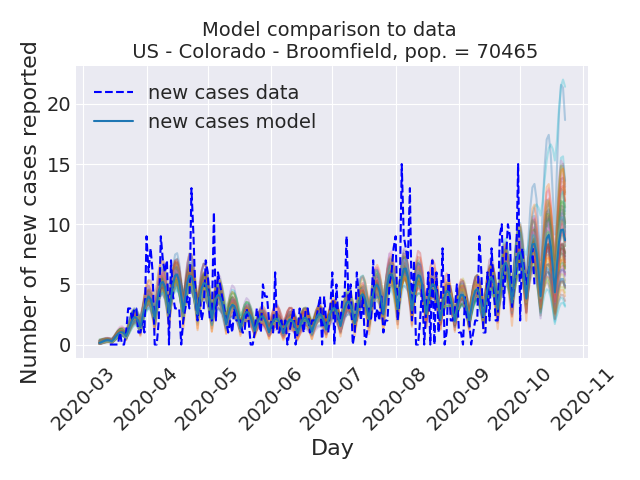 Model comparison to data
US - Colorado - Broomfield, pop. = 70465
Number of new cases reported
20
15
10
5
0
new cases data
new cases model
2020-03
2020-04
2020-05
2020-06
2020-07
2020-08
2020-09
2020-10
2020-11
Day